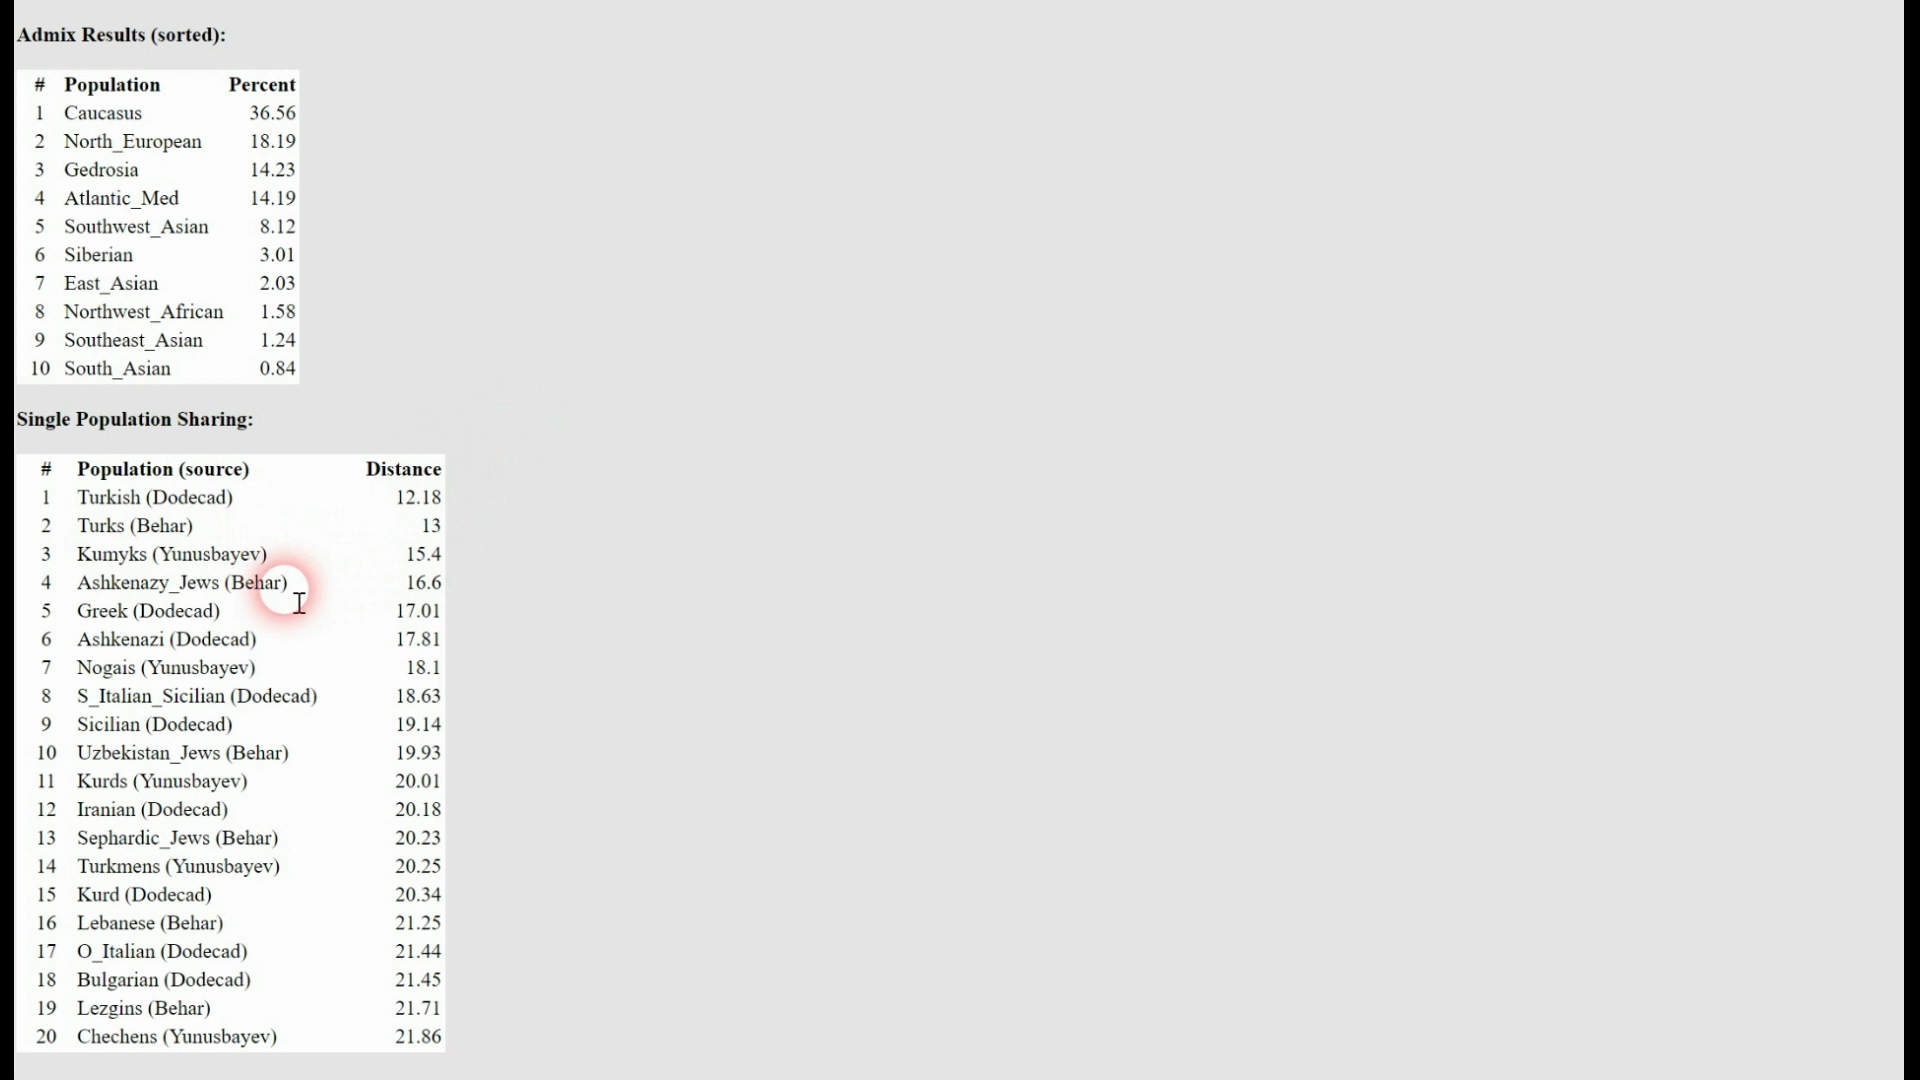 Admix Results (sorted):
# Population Percent
1 Caucasus 36.56
2 North_European 18.19
3 Gedrosia 14.23
4 Atlantic_Med 14.19
5 Southwest_Asian 8.12
6 Siberian 3.01
7 East_Asian 2.03
8 Northwest_African 1.58
9 Southeast_Asian 1.24
10 South_Asian 0.84
Single Population Sharing:
# Population (source) Distance
1 Turkish (Dodecad) 12.18
2 Turks (Behar) 13
3 Kumyks (Yunusbayev) 15.4
4 Ashkenazy_Jews (Behar) 16.6
5 Greek (Dodecad) 17.01
6 Ashkenazi (Dodecad) 17.81
7 Nogais (Yunusbayev) 18.1
8 S_Italian_Sicilian (Dodecad) 18.63
9 Sicilian (Dodecad) 19.14
10 Uzbekistan_Jews (Behar) 19.93
11 Kurds (Yunusbayev) 20.01
12 Iranian (Dodecad) 20.18
13 Sephardic_Jews (Behar) 20.23
14 Turkmens (Yunusbayev) 20.25
15 Kurd (Dodecad) 20.34
16 Lebanese (Behar) 21.25
17 O_Italian (Dodecad) 21.44
18 Bulgarian (Dodecad) 21.45
19 Lezgins (Behar) 21.71
20 Chechens (Yunusbayev) 21.86